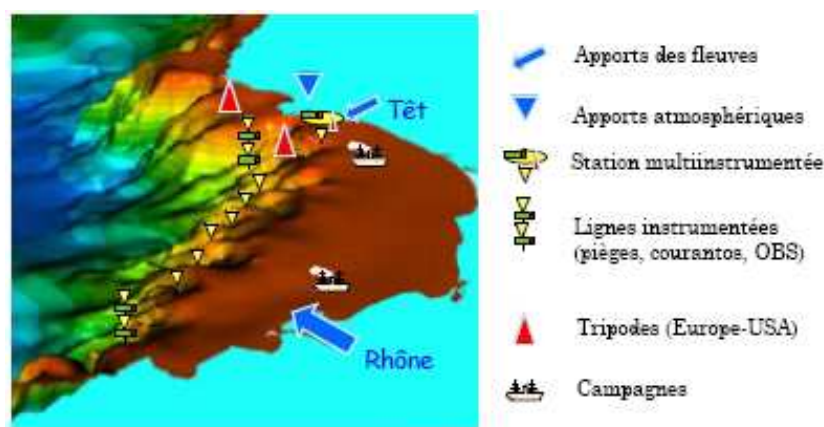 Têt
Rhône
Apports des fleuves
Apports atmosphériques
Station multiinstrumentée
Lignes instrumentées
(pièges, courantos, OBS)
Tripodes (Europe-USA)
Campagnes